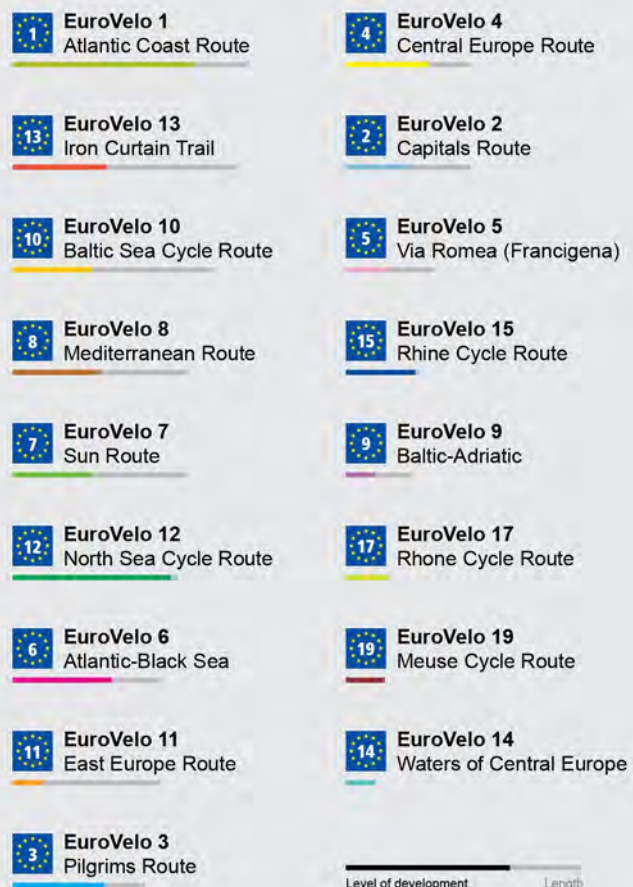 1
EuroVelo 1
Atlantic Coast Route
13
EuroVelo 13
Iron Curtain Trail
10
EuroVelo 10
Baltic Sea Cycle Route
8
EuroVelo 8
Mediterranean Route
7
EuroVelo 7
Sun Route
12
EuroVelo 12
North Sea Cycle Route
6
EuroVelo 6
Atlantic-Black Sea
11
EuroVelo 11
East Europe Route
3
EuroVelo 3
Pilgrims Route
4
EuroVelo 4
Central Europe Route
2
EuroVelo 2
Capitals Route
5
EuroVelo 5
Via Romea (Francigena)
15
EuroVelo 15
Rhine Cycle Route
9
EuroVelo 9
Baltic-Adriatic
17
EuroVelo 17
Rhone Cycle Route
19
EuroVelo 19
Meuse Cycle Route
14
EuroVelo 14
Waters of Central Europe
Level of development Length